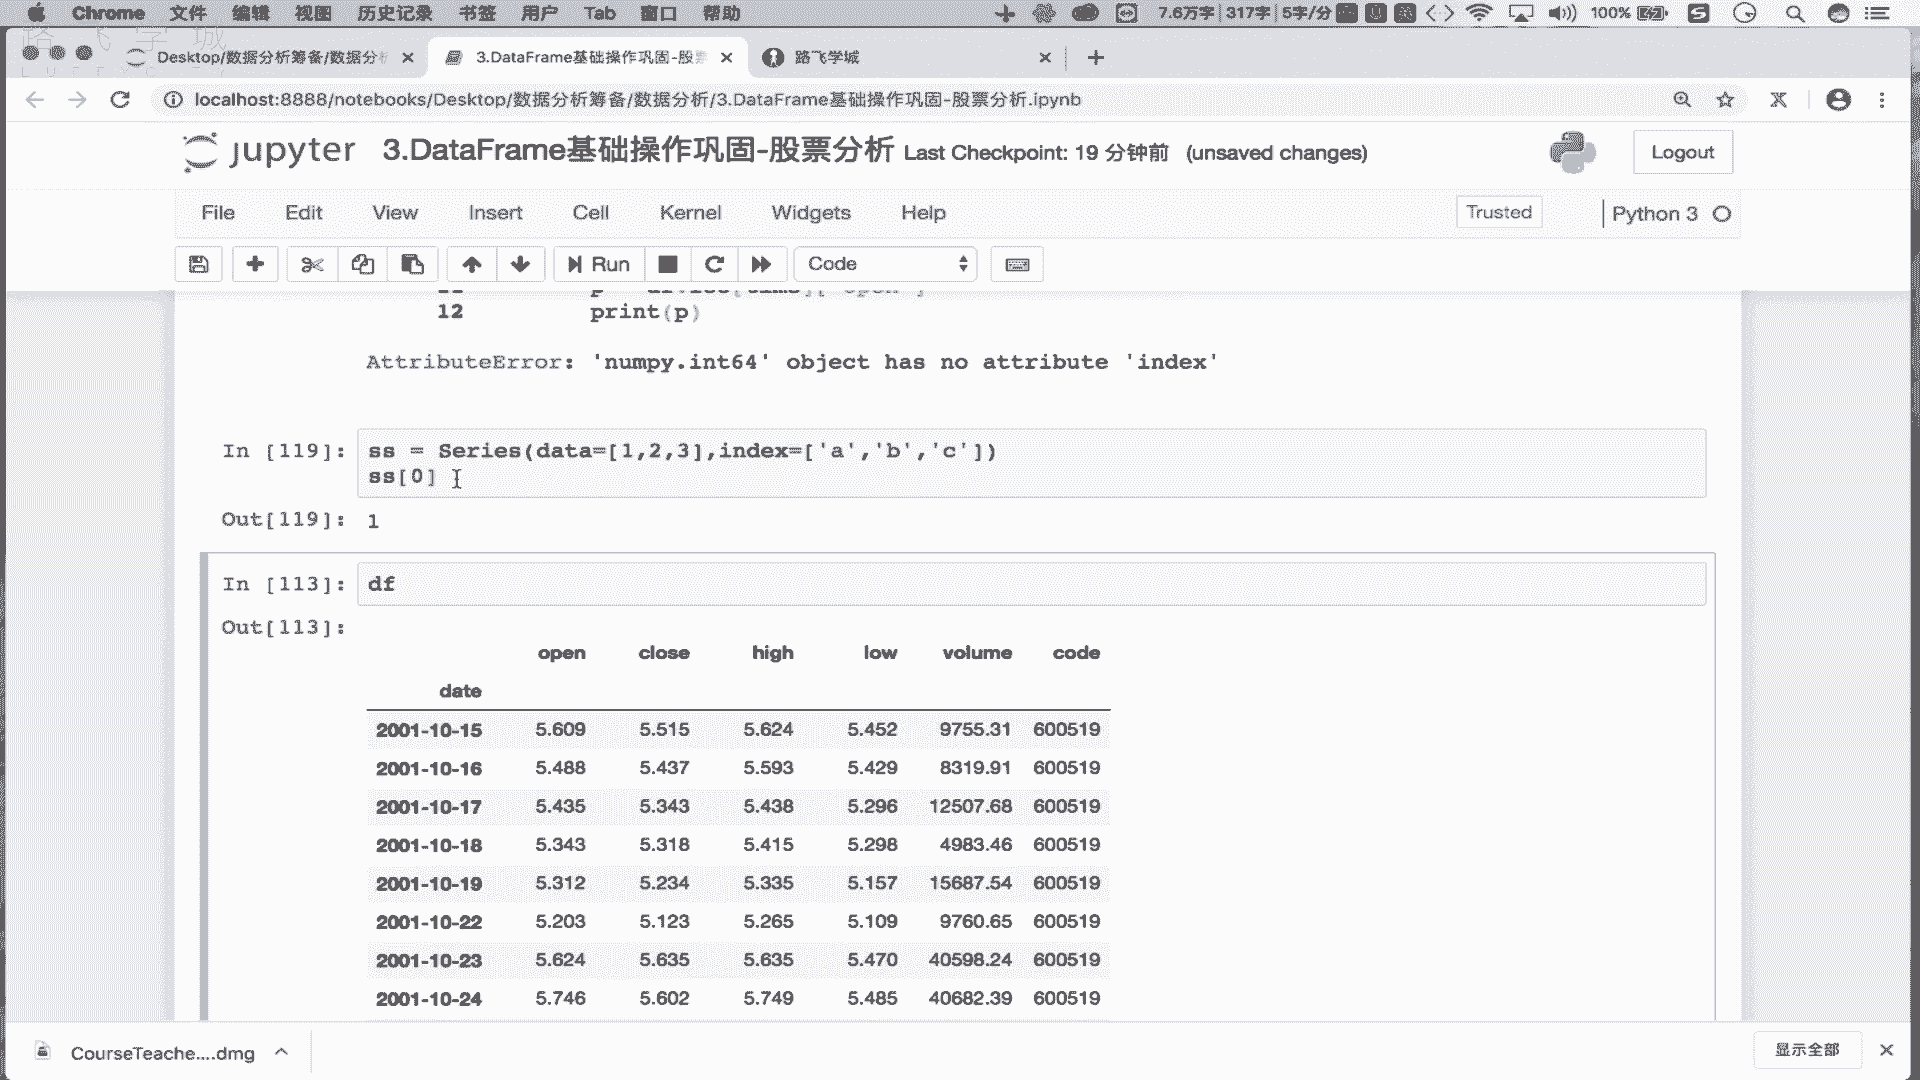 Chrome 文件 编辑 视图 历史记录 书签 用户 Tab 窗口 帮助 7.6万字 317字 5字/分 100%
路飞学城
Desktop/数据分析筹备/数据分析 3.DataFrame基础操作巩固-股票 路飞学城
localhost:8888/notebooks/Desktop/数据分析筹备/数据分析/3.DataFrame基础操作巩固-股票分析.ipynb
jupyter 3.DataFrame基础操作巩固-股票分析 Last Checkpoint: 19 分钟前 (unsaved changes) Logout
File Edit View Insert Cell Kernel Widgets Help Trusted Python 3
Run Code
12 print(p)
AttributeError: 'numpy.int64' object has no attribute 'index'
In [119]: ss = Series(data=[1,2,3],index=['a','b','c'])
ss[0]
Out[119]: 1
In [113]: df
Out[113]:
open close high low volume code
date
2001-10-15 5.609 5.515 5.624 5.452 9755.31 600519
2001-10-16 5.488 5.437 5.593 5.429 8319.91 600519
2001-10-17 5.435 5.343 5.438 5.296 12507.68 600519
2001-10-18 5.343 5.318 5.415 5.298 4983.46 600519
2001-10-19 5.312 5.234 5.335 5.157 15687.54 600519
2001-10-22 5.203 5.123 5.265 5.109 9760.65 600519
2001-10-23 5.624 5.635 5.635 5.470 40598.24 600519
2001-10-24 5.746 5.602 5.749 5.485 40682.39 600519
CourseTeache....dmg 显示全部